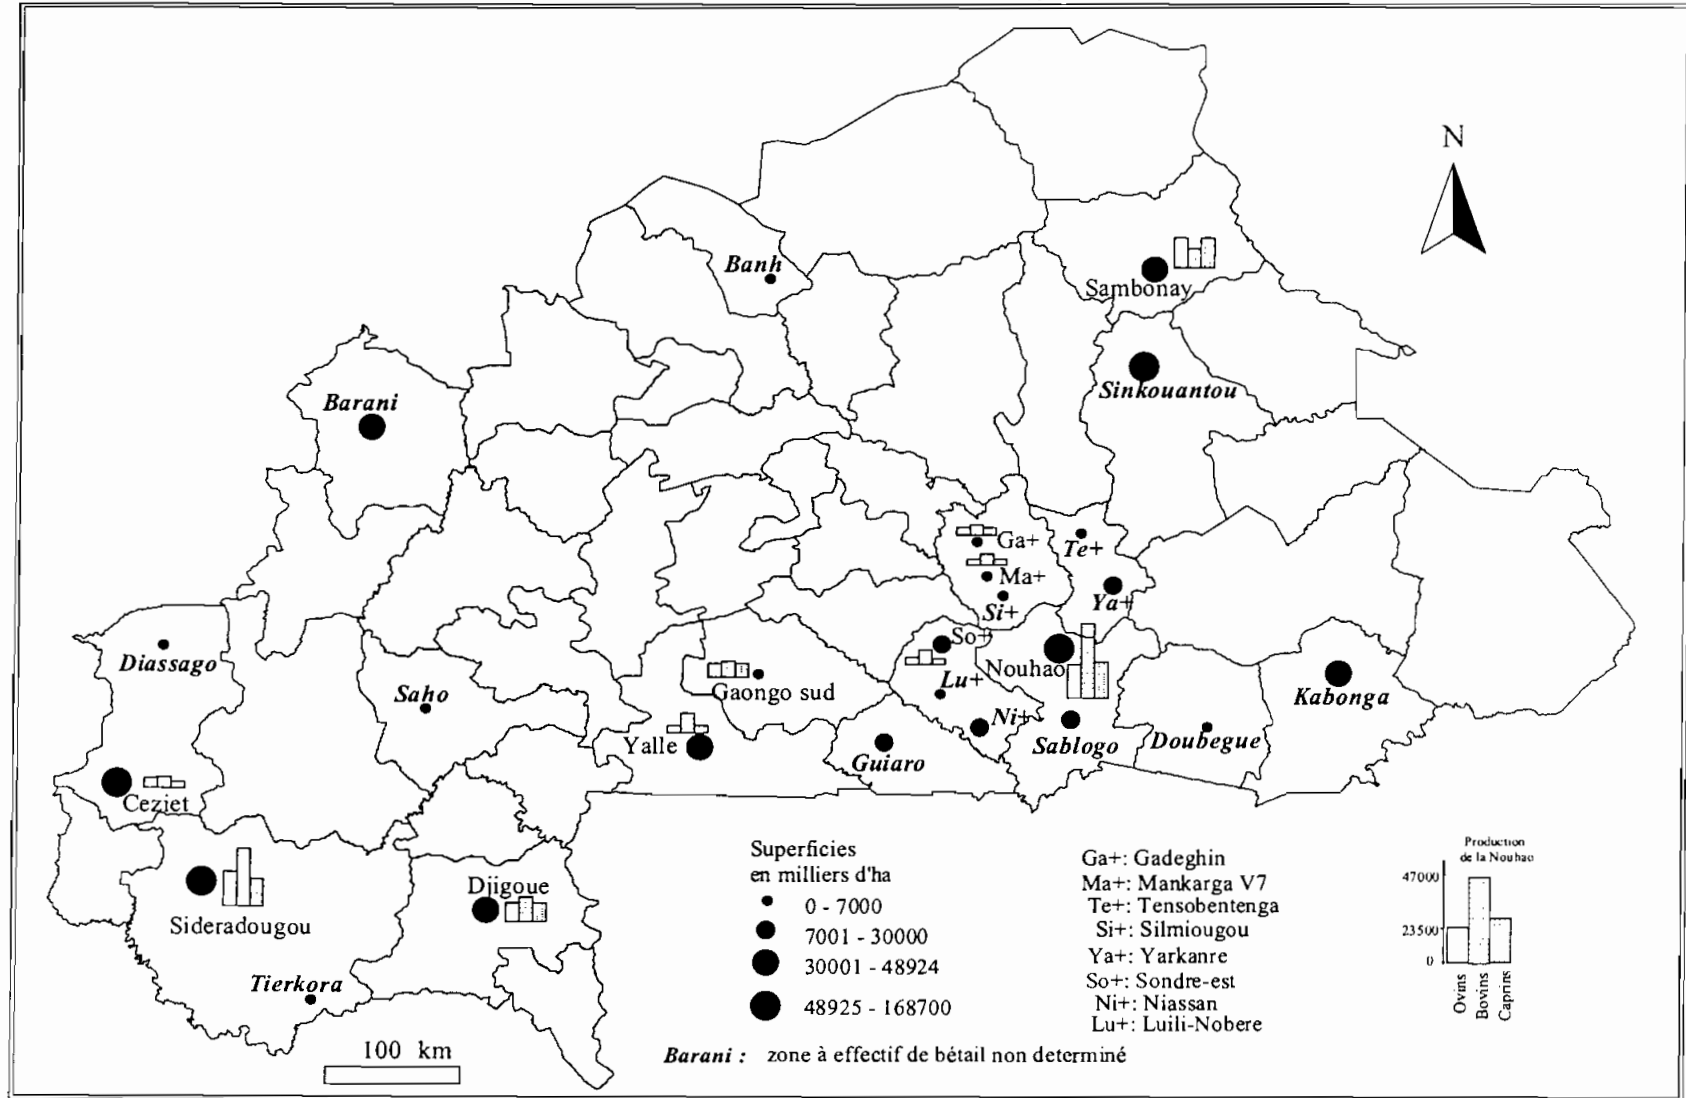 N
Banh
Sambonay
Sinkouantou
Barani
Ga+
Te+
Ma+
Ya+
Si+
So+
Diassago
Nouhao
Lu+
Gaongo sud
Saho
Kabonga
Ni+
Yalle
Sablogo
Doubegue
Guiaro
Ceziet
Djigoue
Sideradougou
Tierkora
100 km
Superficies
en milliers d'ha
0 - 7000
7001 - 30000
30001 - 48924
48925 - 168700
Ga+: Gadeghin
Ma+: Mankarga V7
Te+: Tensobentenga
Si+: Silmiougou
Ya+: Yarkanre
So+: Sondre-est
Ni+: Niassan
Lu+: Luili-Nobere
Production
de la Nouhao
47000
23500
0
Ovins
Bovins
Caprins
Barani : zone à effectif de bétail non determiné